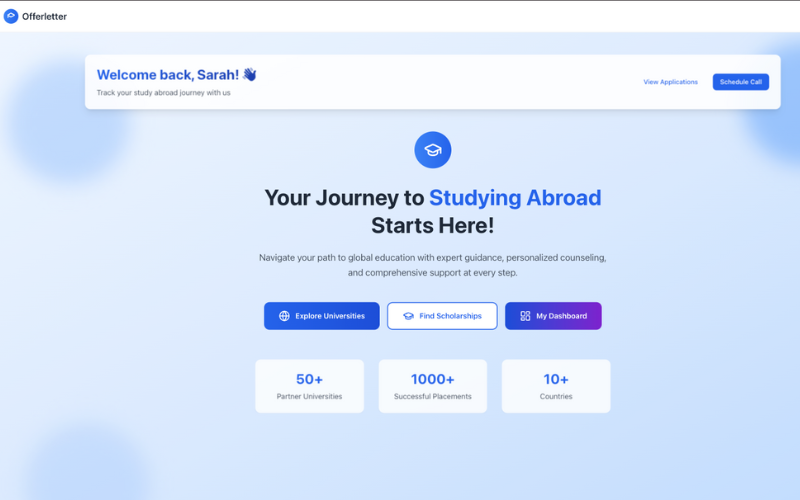 Offerletter
Welcome back, Sarah! 👋
Track your study abroad journey with us
View Applications
Schedule Call
Your Journey to Studying Abroad
Starts Here!
Navigate your path to global education with expert guidance, personalized counseling,
and comprehensive support at every step.
Explore Universities
Find Scholarships
My Dashboard
50+
Partner Universities
1000+
Successful Placements
10+
Countries